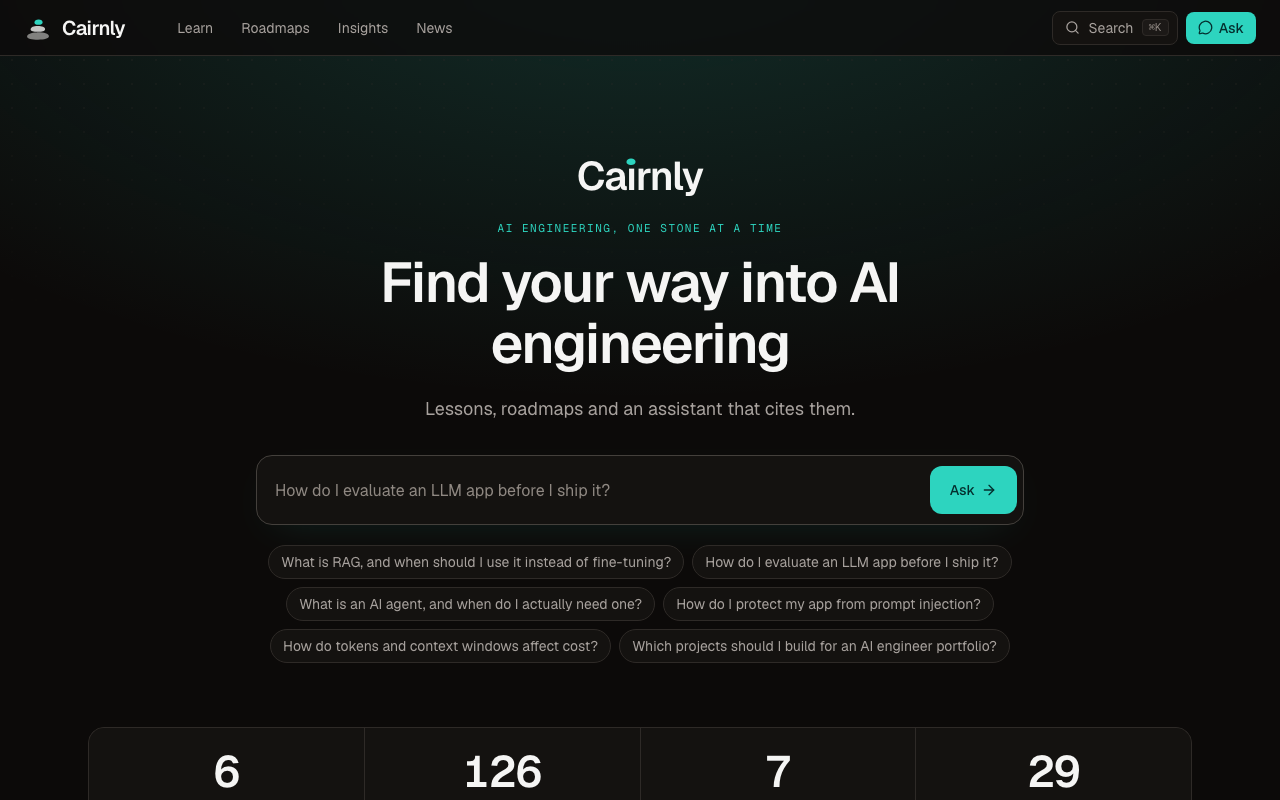 Cairnly
Learn
Roadmaps
Insights
News
Search
⌘K
Ask
Cairnly
AI ENGINEERING, ONE STONE AT A TIME
Find your way into AI
engineering
Lessons, roadmaps and an assistant that cites them.
How do I evaluate an LLM app before I ship it?
Ask
What is RAG, and when should I use it instead of fine-tuning?
How do I evaluate an LLM app before I ship it?
What is an AI agent, and when do I actually need one?
How do I protect my app from prompt injection?
How do tokens and context windows affect cost?
Which projects should I build for an AI engineer portfolio?
6
126
7
29